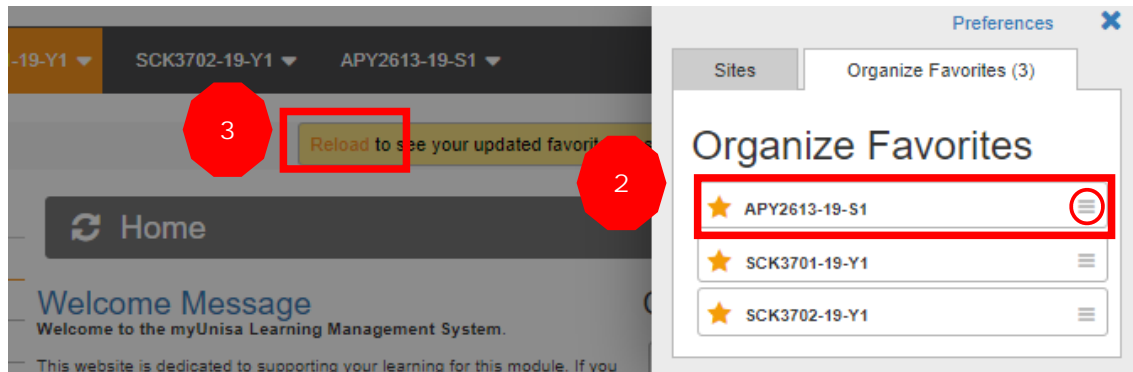 -19-Y1
SCK3702-19-Y1
APY2613-19-S1
3
Reload to see your updated favorit
2
Home
Welcome Message
Welcome to the myUnisa Learning Management System.
This website is dedicated to supporting your learning for this module. If you
Preferences
Sites
Organize Favorites (3)
Organize Favorites
APY2613-19-S1
SCK3701-19-Y1
SCK3702-19-Y1